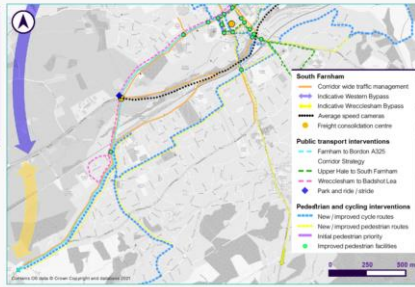 South Farnham
Corridor wide traffic management
Indicative Western Bypass
Indicative Wrecclesham Bypass
Average speed cameras
Freight consolidation centre
Public transport interventions
Farnham to Bordon A325
Corridor Strategy
Upper Hale to South Farnham
Wrecclesham to Badshot Lea
Park and ride / stride
Pedestrian and cycling interventions
New / improved cycle routes
New / improved pedestrian routes
Initial pedestrian priority
Improved pedestrian facilities
Contains OS data © Crown Copyright and database 2021
0 250 500 m